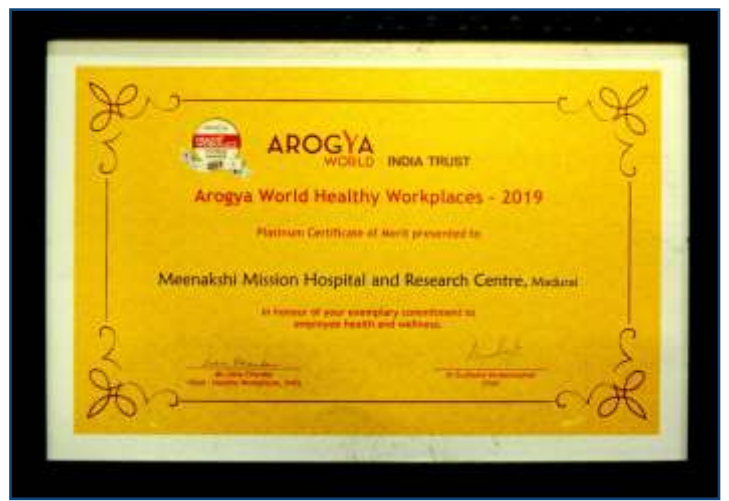 AROGYA
WORLD INDIA TRUST
Arogya World Healthy Workplaces - 2019
Platinum Certificate of Merit presented to
Meenakshi Mission Hospital and Research Centre, Madurai
in honour of your exemplary commitment to
employee health and wellness.